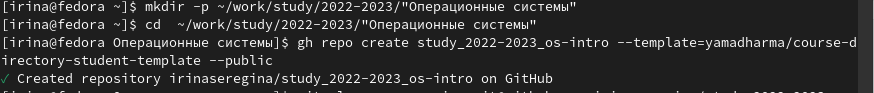 [irina@fedora ~]$ mkdir -p ~/work/study/2022-2023/"Операционные системы"
[irina@fedora ~]$ cd  ~/work/study/2022-2023/"Операционные системы"
[irina@fedora Операционные системы]$ gh repo create study_2022-2023_os-intro --template=yamadharma/course-d
irectory-student-template --public
✓ Created repository irinaseregina/study_2022-2023_os-intro on GitHub